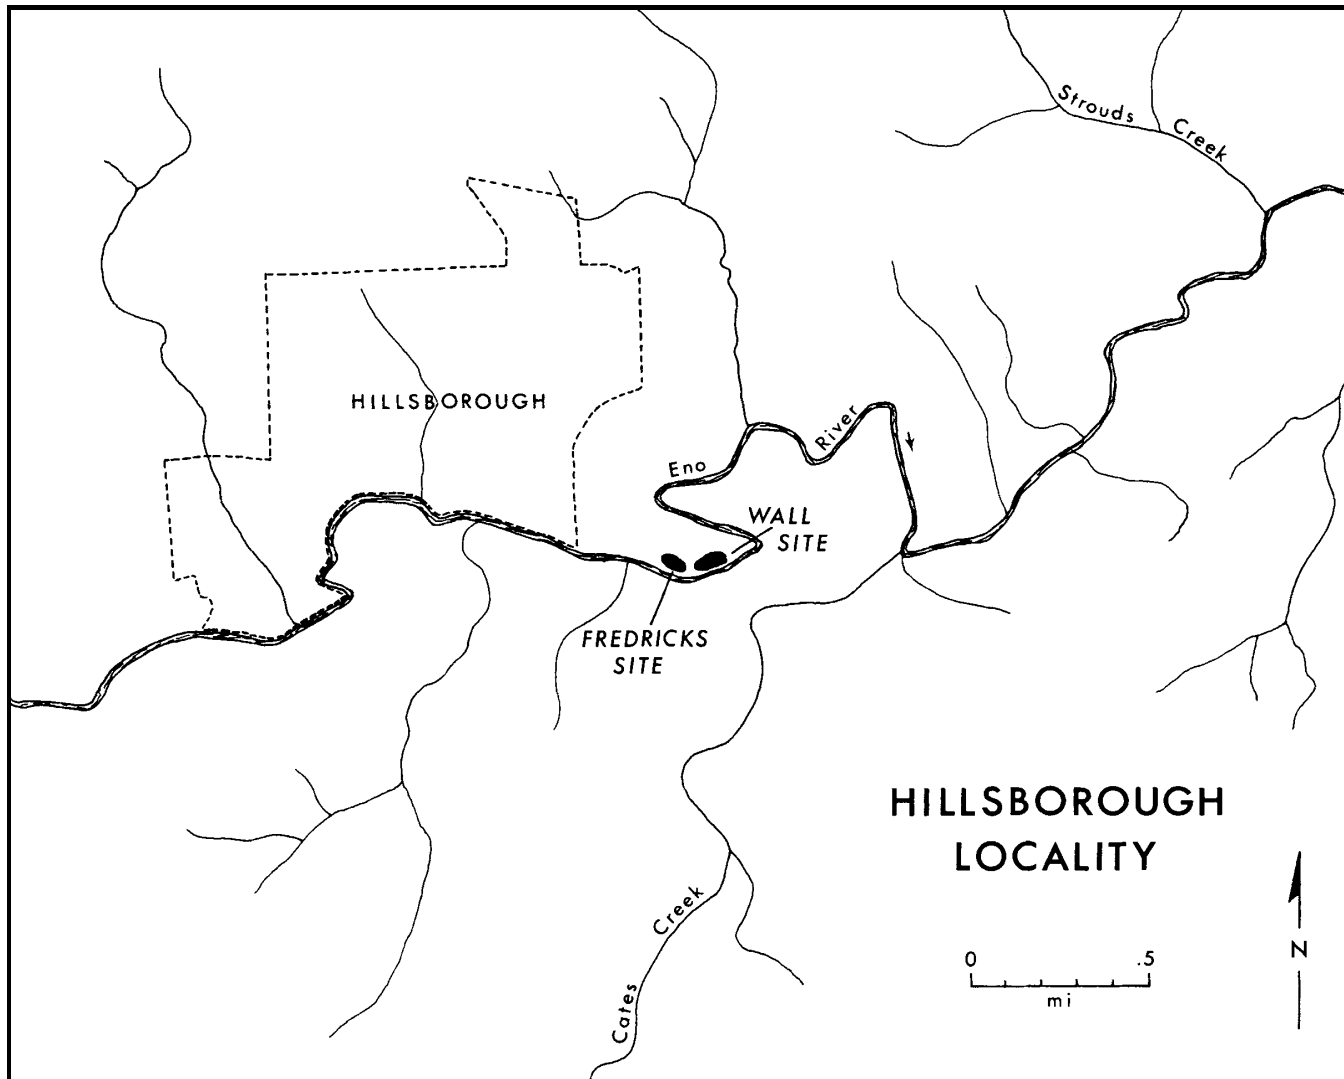 Strouds Creek
HILLSBOROUGH
Eno River
WALL
SITE
FREDRICKS
SITE
HILLSBOROUGH
LOCALITY
Cates Creek
0 .5
mi
N